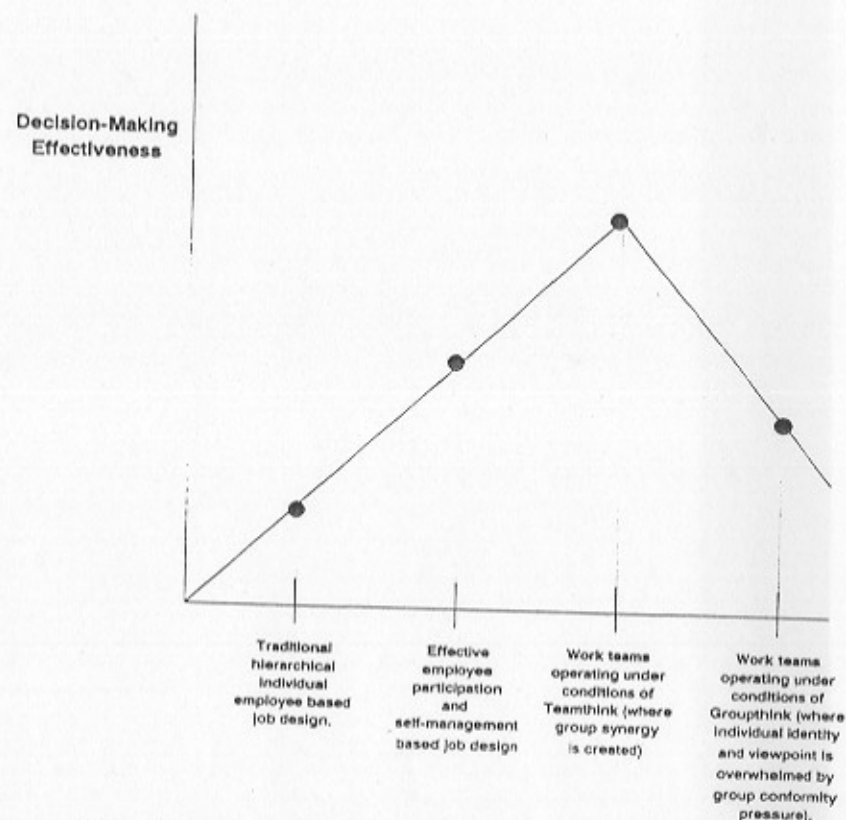 Decision-Making
Effectiveness
Traditional
hierarchical
individual
employee based
job design.
Effective
employee
participation
and
self-management
based job design
Work teams
operating under
conditions of
Teamthink (where
group synergy
is created)
Work teams
operating under
conditions of
Groupthink (where
individual identity
and viewpoint is
overwhelmed by
group conformity
pressure).